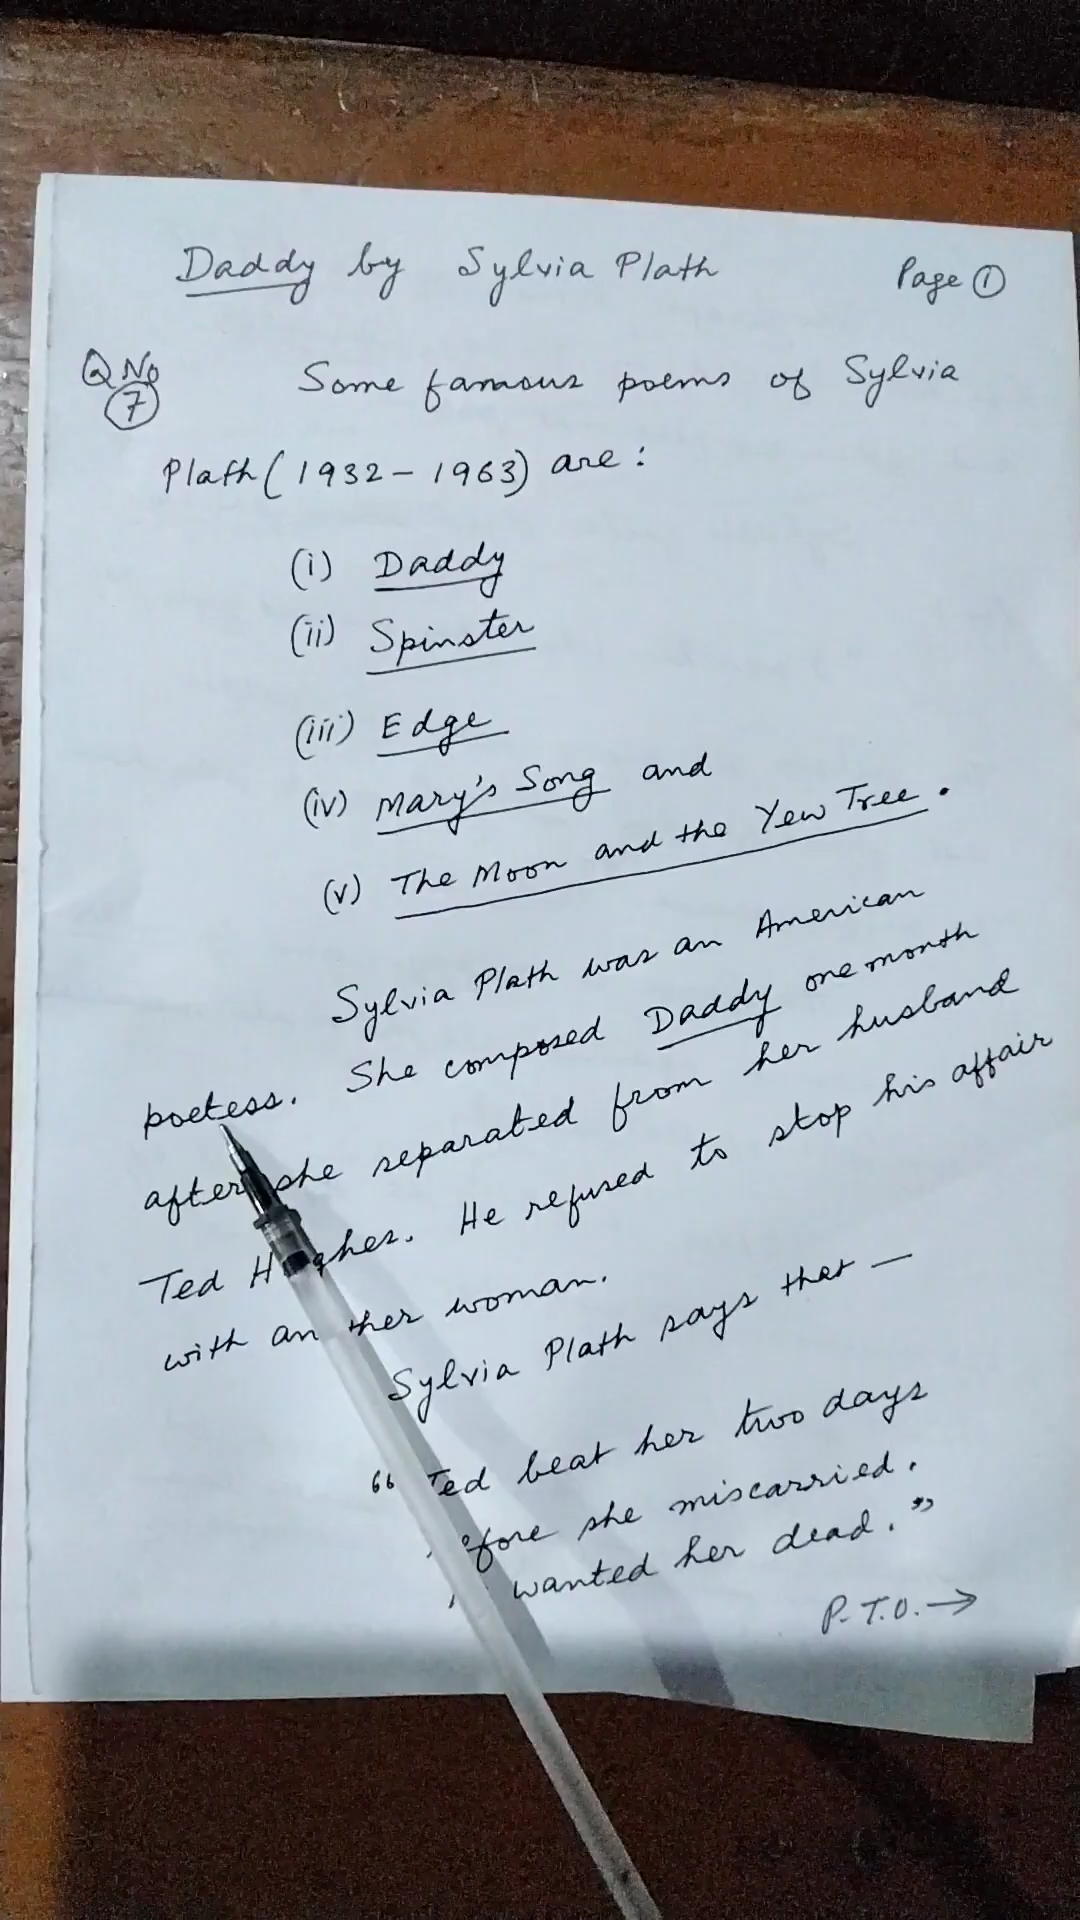 Daddy by Sylvia Plath Page ①
Q No
⑦ Some famous poems of Sylvia
Plath (1932 - 1963) are:
(i) Daddy
(ii) Spinster
(iii) Edge
(iv) Mary's Song and
(v) The Moon and the Yew Tree.
Sylvia Plath was an American
poetess. She composed Daddy one month
after she separated from her husband
Ted Hughes. He refused to stop his affair
with another woman.
Sylvia Plath says that —
"Ted beat her two days
before she miscarried.
wanted her dead."
P.T.O. →